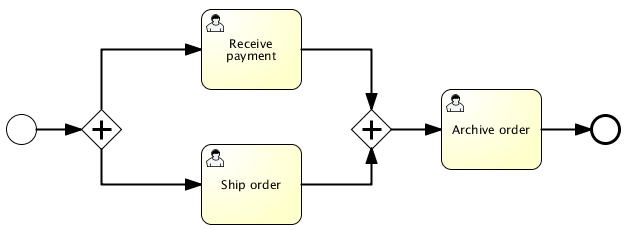 Receive
payment
Ship order
Archive order